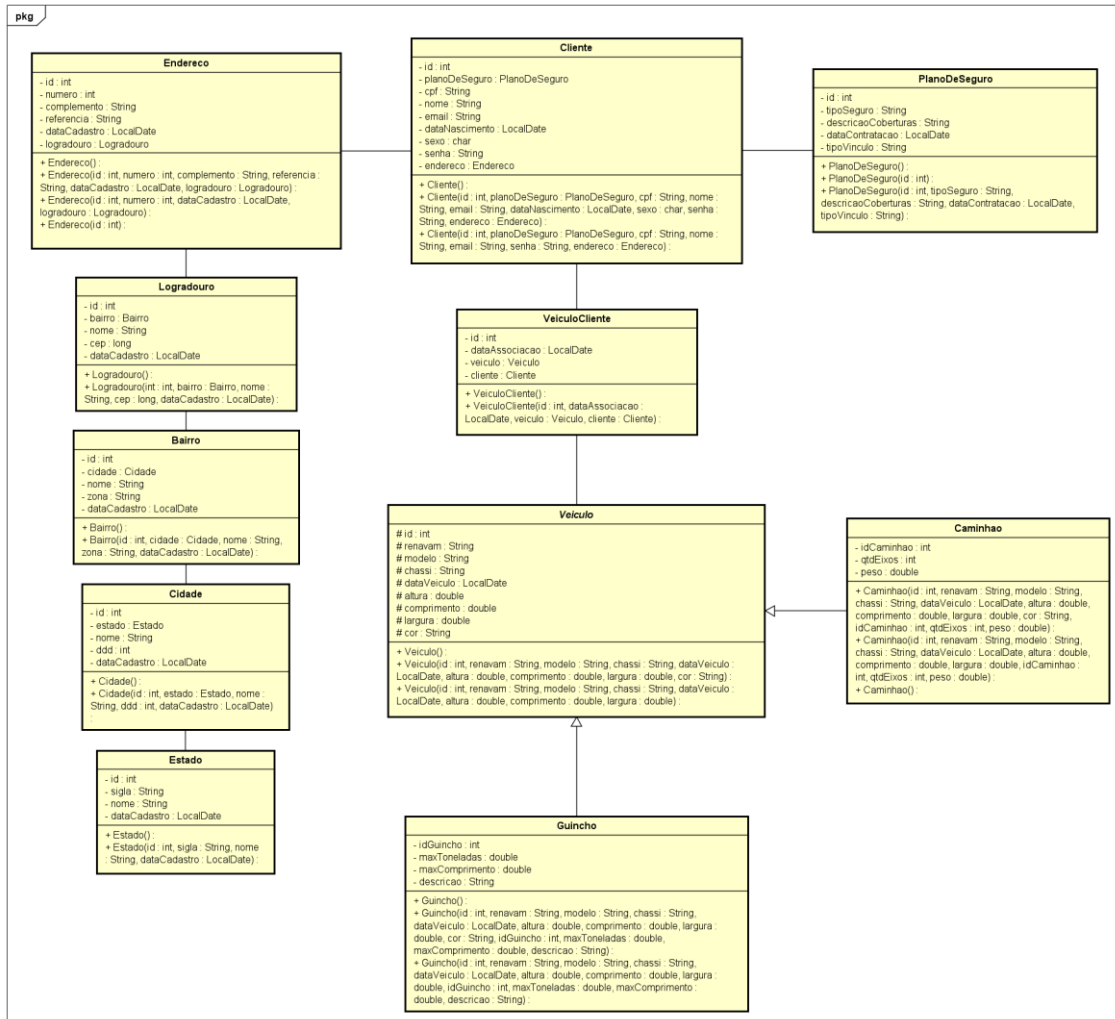 pkg
Endereco
- id : int
- numero : int
- complemento : String
- referencia : String
- dataCadastro : LocalDate
- logradouro : Logradouro
+ Endereco() :
+ Endereco(id : int, numero : int, complemento : String, referencia :
String, dataCadastro : LocalDate, logradouro : Logradouro) :
+ Endereco(id : int, numero : int, dataCadastro : LocalDate,
logradouro : Logradouro) :
+ Endereco(id : int) :
Cliente
- id : int
- planoDeSeguro : PlanoDeSeguro
- cpf : String
- nome : String
- email : String
- dataNascimento : LocalDate
- sexo : char
- senha : String
- endereco : Endereco
+ Cliente() :
+ Cliente(id : int, planoDeSeguro : PlanoDeSeguro, cpf : String, nome :
String, email : String, dataNascimento : LocalDate, sexo : char, senha :
String, endereco : Endereco) :
+ Cliente(id : int, planoDeSeguro : PlanoDeSeguro, cpf : String, nome :
String, email : String, senha : String, endereco : Endereco) :
PlanoDeSeguro
- id : int
- tipoSeguro : String
- descricaoCoberturas : String
- dataContratacao : LocalDate
- tipoVinculo : String
+ PlanoDeSeguro() :
+ PlanoDeSeguro(id : int) :
+ PlanoDeSeguro(id : int, tipoSeguro : String,
descricaoCoberturas : String, dataContratacao : LocalDate,
tipoVinculo : String) :
Logradouro
- id : int
- bairro : Bairro
- nome : String
- cep : long
- dataCadastro : LocalDate
+ Logradouro() :
+ Logradouro(int : int, bairro : Bairro, nome :
String, cep : long, dataCadastro : LocalDate) :
VeiculoCliente
- id : int
- dataAssociacao : LocalDate
- veiculo : Veiculo
- cliente : Cliente
+ VeiculoCliente() :
+ VeiculoCliente(id : int, dataAssociacao :
LocalDate, veiculo : Veiculo, cliente : Cliente) :
Bairro
- id : int
- cidade : Cidade
- nome : String
- zona : String
- dataCadastro : LocalDate
+ Bairro() :
+ Bairro(id : int, cidade : Cidade, nome : String,
zona : String, dataCadastro : LocalDate) :
Veiculo
# id : int
# renavam : String
# modelo : String
# chassi : String
# dataVeiculo : LocalDate
# altura : double
# comprimento : double
# largura : double
# cor : String
+ Veiculo() :
+ Veiculo(id : int, renavam : String, modelo : String, chassi : String, dataVeiculo :
LocalDate, altura : double, comprimento : double, largura : double, cor : String) :
+ Veiculo(id : int, renavam : String, modelo : String, chassi : String, dataVeiculo :
LocalDate, altura : double, comprimento : double, largura : double) :
Caminhao
- idCaminhao : int
- qtdEixos : int
- peso : double
+ Caminhao(id : int, renavam : String, modelo : String,
chassi : String, dataVeiculo : LocalDate, altura : double,
comprimento : double, largura : double, cor : String,
idCaminhao : int, qtdEixos : int, peso : double) :
+ Caminhao(id : int, renavam : String, modelo : String,
chassi : String, dataVeiculo : LocalDate, altura : double,
comprimento : double, largura : double, idCaminhao :
int, qtdEixos : int, peso : double) :
+ Caminhao() :
Cidade
- id : int
- estado : Estado
- nome : String
- ddd : int
- dataCadastro : LocalDate
+ Cidade() :
+ Cidade(id : int, estado : Estado, nome :
String, ddd : int, dataCadastro : LocalDate)
:
Estado
- id : int
- sigla : String
- nome : String
- dataCadastro : LocalDate
+ Estado() :
+ Estado(id : int, sigla : String, nome
: String, dataCadastro : LocalDate) :
Guincho
- idGuincho : int
- maxToneladas : double
- maxComprimento : double
- descricao : String
+ Guincho() :
+ Guincho(id : int, renavam : String, modelo : String, chassi : String,
dataVeiculo : LocalDate, altura : double, comprimento : double, largura :
double, cor : String, idGuincho : int, maxToneladas : double,
maxComprimento : double, descricao : String) :
+ Guincho(id : int, renavam : String, modelo : String, chassi : String,
dataVeiculo : LocalDate, altura : double, comprimento : double, largura :
double, idGuincho : int, maxToneladas : double, maxComprimento :
double, descricao : String) :